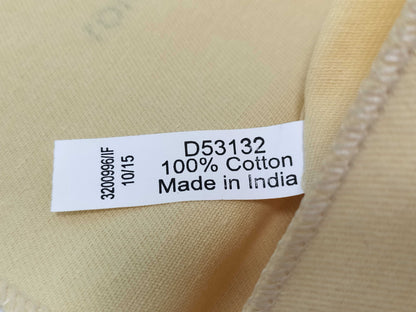 3200996/IF
10/15
D53132
100% Cotton
Made in India